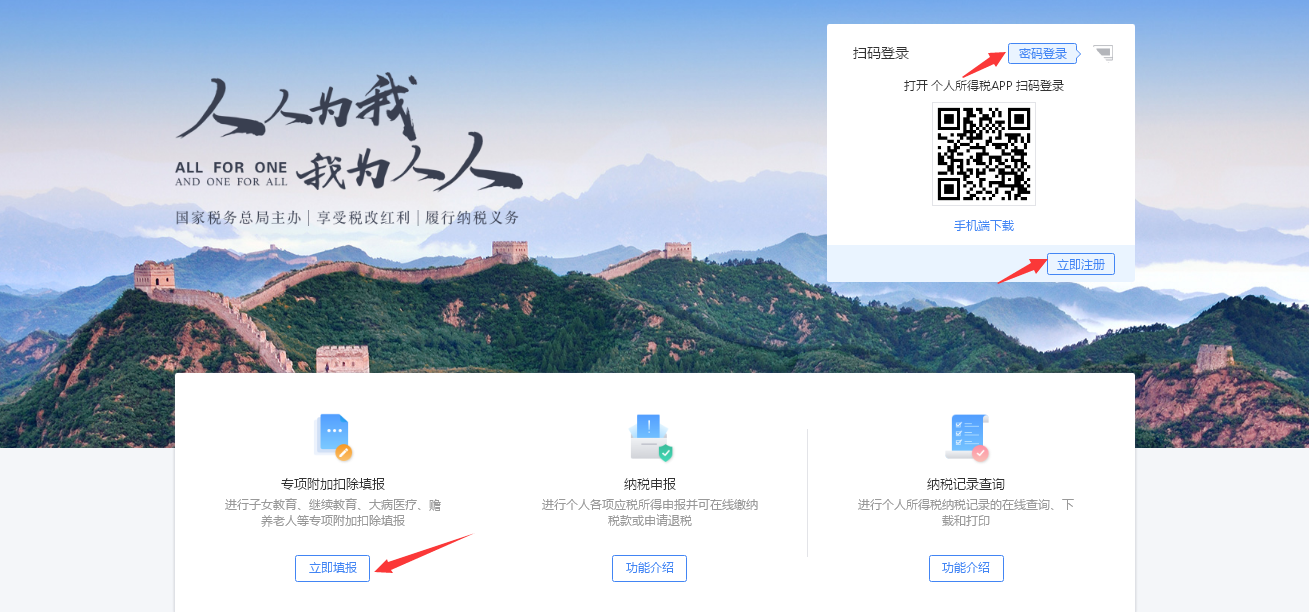 人人为我
ALL FOR ONE
AND ONE FOR ALL
我为人人
国家税务总局主办 | 享受税改红利 | 履行纳税义务
扫码登录
密码登录
打开 个人所得税APP 扫码登录
手机端下载
立即注册
专项附加扣除填报
进行子女教育、继续教育、大病医疗、赡
养老人等专项附加扣除填报
立即填报
纳税申报
进行个人各项应税所得申报并可在线缴纳
税款或申请退税
功能介绍
纳税记录查询
进行个人所得税纳税记录的在线查询、下
载和打印
功能介绍